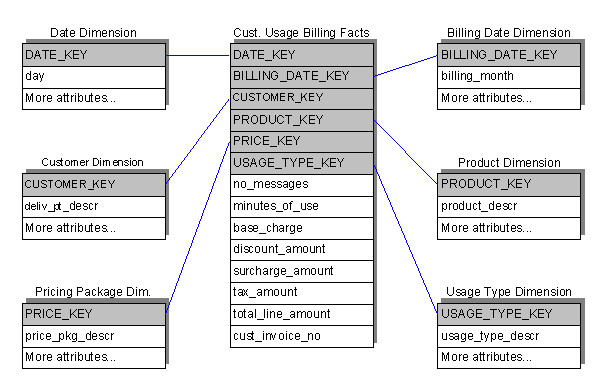 Date Dimension
DATE_KEY
day
More attributes...
Customer Dimension
CUSTOMER_KEY
deliv_pt_descr
More attributes...
Pricing Package Dim.
PRICE_KEY
price_pkg_descr
More attributes...
Cust. Usage Billing Facts
DATE_KEY
BILLING_DATE_KEY
CUSTOMER_KEY
PRODUCT_KEY
PRICE_KEY
USAGE_TYPE_KEY
no_messages
minutes_of_use
base_charge
discount_amount
surcharge_amount
tax_amount
total_line_amount
cust_invoice_no
Billing Date Dimension
BILLING_DATE_KEY
billing_month
More attributes...
Product Dimension
PRODUCT_KEY
product_descr
More attributes...
Usage Type Dimension
USAGE_TYPE_KEY
usage_type_descr
More attributes...